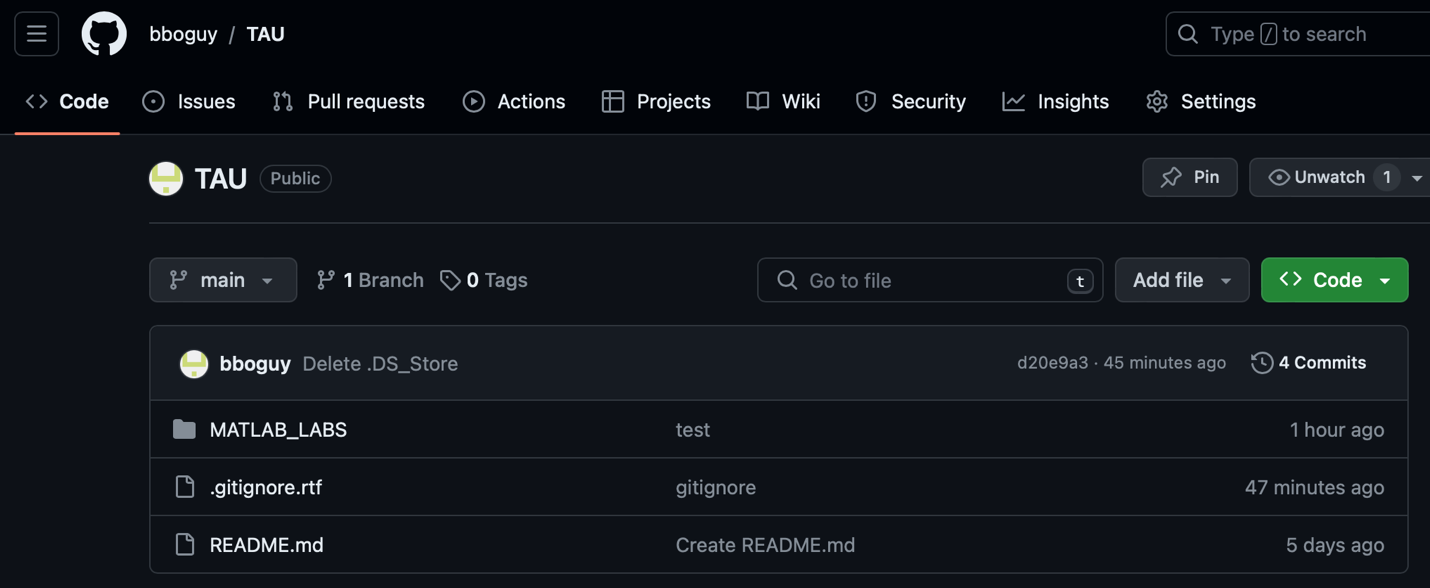 bboguy / TAU
Type / to search
Code Issues Pull requests Actions Projects Wiki Security Insights Settings
TAU Public
Pin Unwatch 1
main 1 Branch 0 Tags
Go to file t Add file Code
bboguy Delete .DS_Store d20e9a3 · 45 minutes ago 4 Commits
MATLAB_LABS test 1 hour ago
.gitignore.rtf gitignore 47 minutes ago
README.md Create README.md 5 days ago